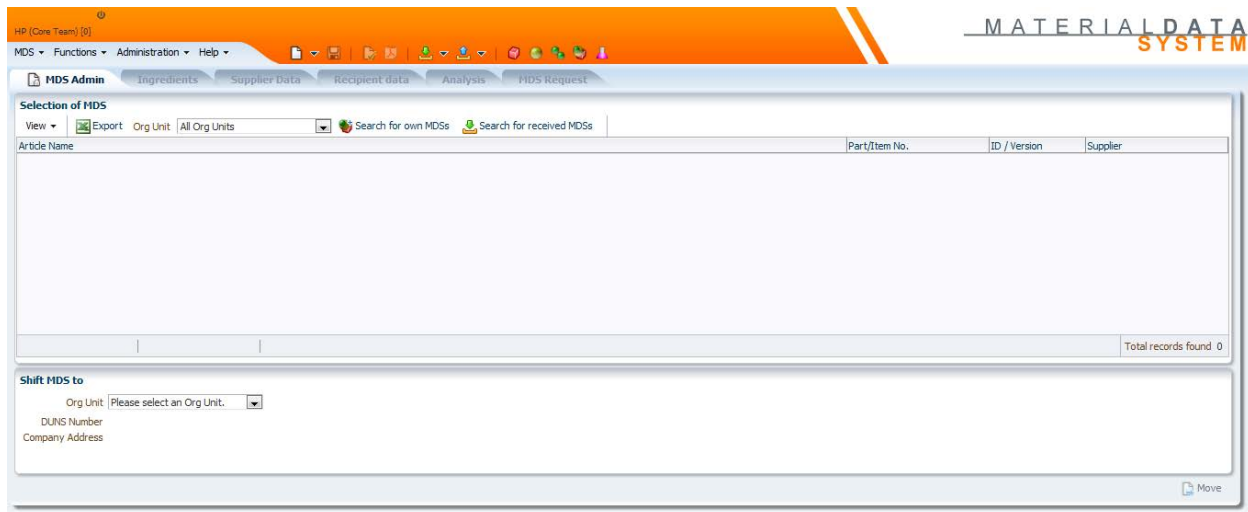 HP (Core Team) [0]
MATERIALDATA
SYSTEM
MDS Functions Administration Help
MDS Admin Ingredients Supplier Data Recipient data Analysis MDS Request
Selection of MDS
View Export Org Unit All Org Units Search for own MDSs Search for received MDSs
Article Name Part/Item No. ID / Version Supplier
Total records found 0
Shift MDS to
Org Unit Please select an Org Unit.
DUNS Number
Company Address
Move